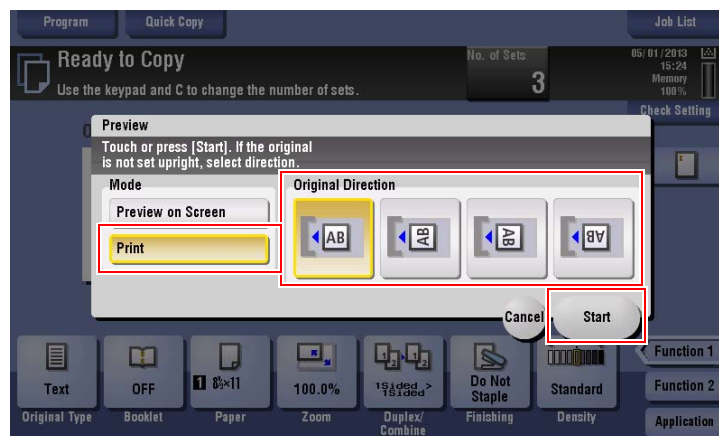 Program
Quick Copy
Job List
Ready to Copy
Use the keypad and C to change the number of sets.
No. of Sets
3
05/01/2013
15:24
Memory
100%
Check Setting
Preview
Touch or press [Start]. If the original
is not set upright, select direction.
Mode
Preview on Screen
Print
Original Direction
AB
AB
AB
AB
Cancel
Start
Text
OFF
1 8½×11
100.0%
1Sided >
1Sided
Do Not
Staple
Standard
Original Type
Booklet
Paper
Zoom
Duplex/
Combine
Finishing
Density
Function 1
Function 2
Application